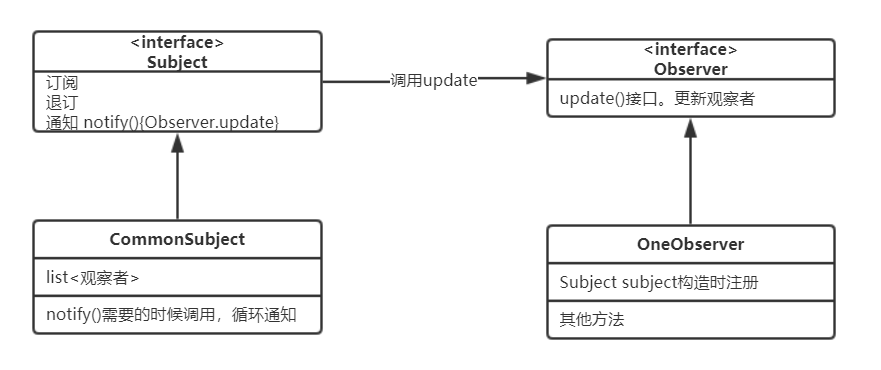 <interface>
Subject
订阅
退订
通知 notify(){Observer.update}
调用update
<interface>
Observer
update()接口。更新观察者
CommonSubject
list<观察者>
notify()需要的时候调用，循环通知
OneObserver
Subject subject构造时注册
其他方法